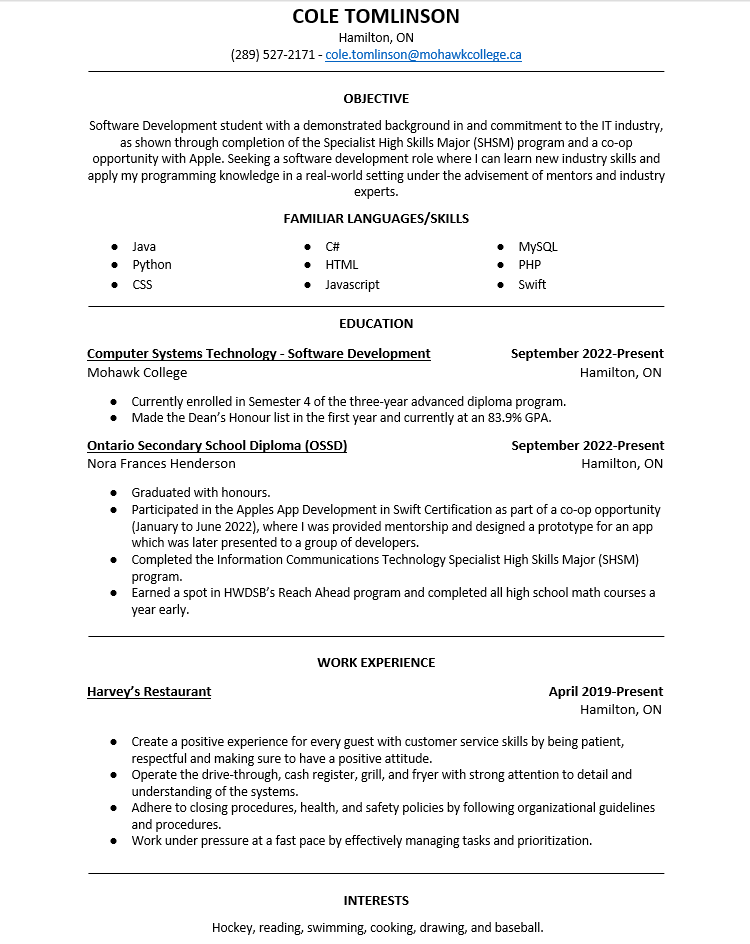 COLE TOMLINSON
Hamilton, ON
(289) 527-2171 - cole.tomlinson@mohawkcollege.ca
OBJECTIVE
Software Development student with a demonstrated background in and commitment to the IT industry,
as shown through completion of the Specialist High Skills Major (SHSM) program and a co-op
opportunity with Apple. Seeking a software development role where I can learn new industry skills and
apply my programming knowledge in a real-world setting under the advisement of mentors and industry
experts.
FAMILIAR LANGUAGES/SKILLS
● Java ● C# ● MySQL
● Python ● HTML ● PHP
● CSS ● Javascript ● Swift
EDUCATION
Computer Systems Technology - Software Development September 2022-Present
Mohawk College Hamilton, ON
● Currently enrolled in Semester 4 of the three-year advanced diploma program.
● Made the Dean’s Honour list in the first year and currently at an 83.9% GPA.
Ontario Secondary School Diploma (OSSD) September 2022-Present
Nora Frances Henderson Hamilton, ON
● Graduated with honours.
● Participated in the Apples App Development in Swift Certification as part of a co-op opportunity
(January to June 2022), where I was provided mentorship and designed a prototype for an app
which was later presented to a group of developers.
● Completed the Information Communications Technology Specialist High Skills Major (SHSM)
program.
● Earned a spot in HWDSB’s Reach Ahead program and completed all high school math courses a
year early.
WORK EXPERIENCE
Harvey’s Restaurant April 2019-Present
Hamilton, ON
● Create a positive experience for every guest with customer service skills by being patient,
respectful and making sure to have a positive attitude.
● Operate the drive-through, cash register, grill, and fryer with strong attention to detail and
understanding of the systems.
● Adhere to closing procedures, health, and safety policies by following organizational guidelines
and procedures.
● Work under pressure at a fast pace by effectively managing tasks and prioritization.
INTERESTS
Hockey, reading, swimming, cooking, drawing, and baseball.